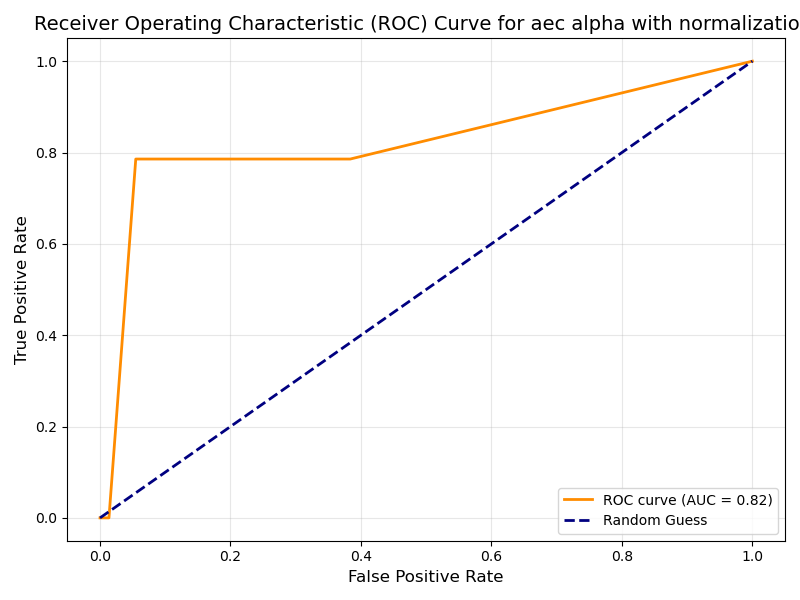 Receiver Operating Characteristic (ROC) Curve for aec alpha with normalizatio
1.0
0.8
0.6
0.4
0.2
0.0
True Positive Rate
0.0 0.2 0.4 0.6 0.8 1.0
False Positive Rate
ROC curve (AUC = 0.82)
Random Guess